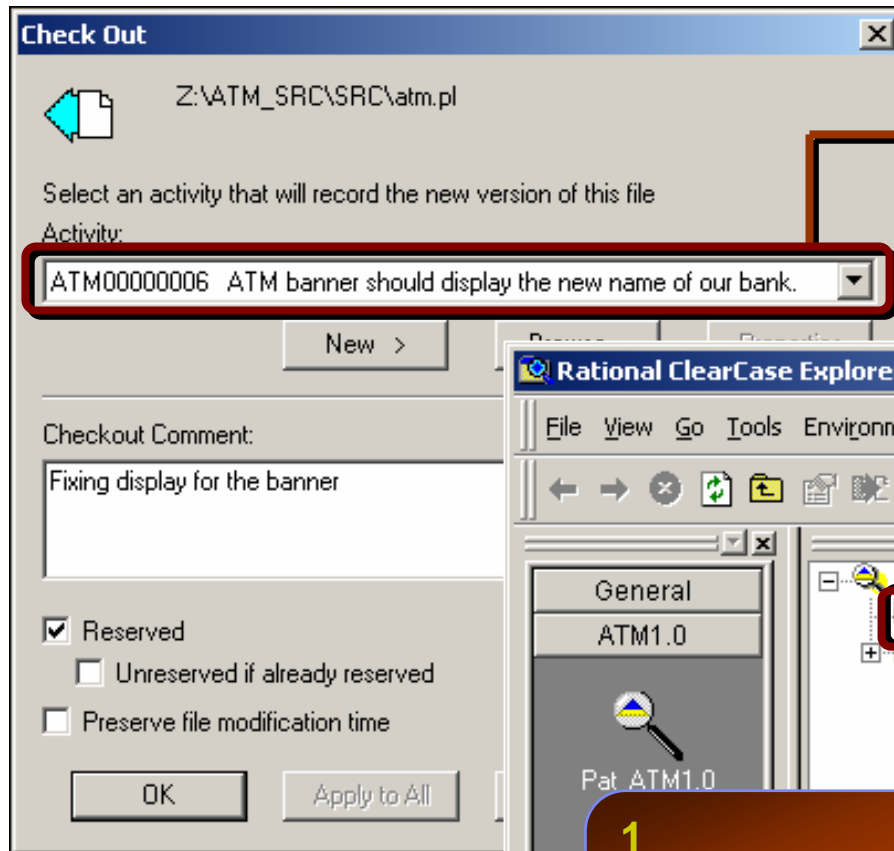 Check Out
Z:\ATM_SRC\SRC\atm.pl
Select an activity that will record the new version of this file
Activity:
ATM00000006 ATM banner should display the new name of our bank.
New >
Checkout Comment:
Fixing display for the banner
Reserved
Unreserved if already reserved
Preserve file modification time
OK
Apply to All
Rational ClearCase Explore
File View Go Tools Environm
General
ATM1.0
Pat_ATM1.0
1